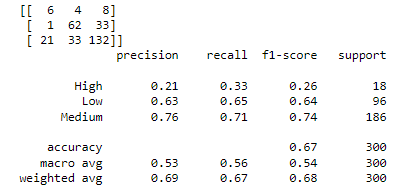 [[  6   4   8]
 [  1  62  33]
 [ 21  33 132]]
              precision    recall  f1-score   support

        High       0.21      0.33      0.26        18
         Low       0.63      0.65      0.64        96
      Medium       0.76      0.71      0.74       186

    accuracy                           0.67       300
   macro avg       0.53      0.56      0.54       300
weighted avg       0.69      0.67      0.68       300